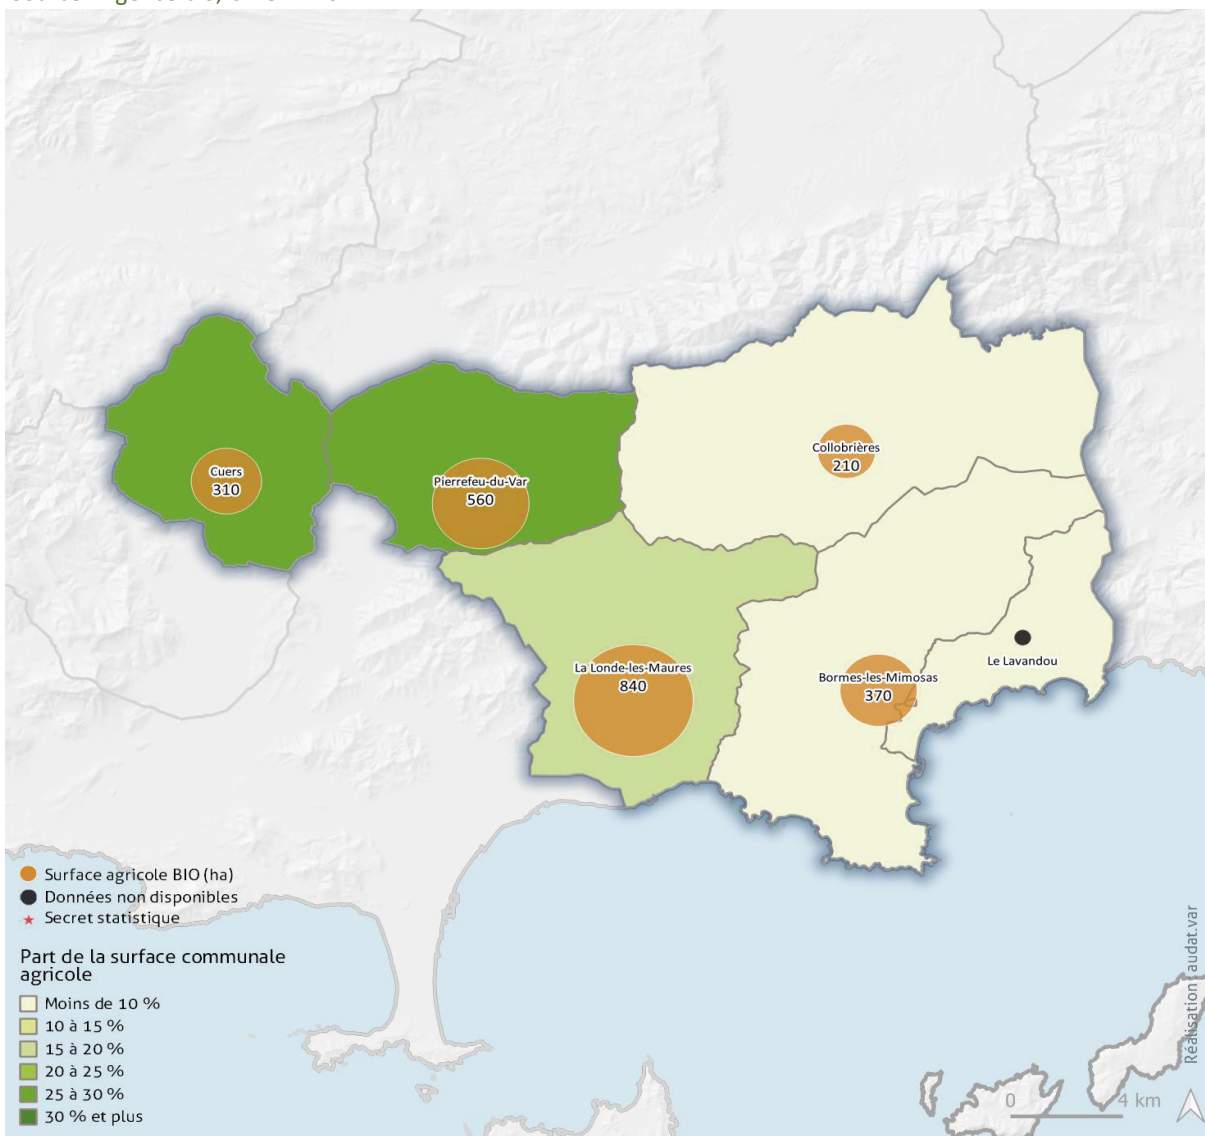 Cuers
310
Pierrefeu-du-Var
560
Collobrières
210
La Londe-les-Maures
840
Bormes-les-Mimosas
370
Le Lavandou
Surface agricole BIO (ha)
Données non disponibles
Secret statistique
Part de la surface communale
agricole
Moins de 10 %
10 à 15 %
15 à 20 %
20 à 25 %
25 à 30 %
30 % et plus
0 4 km
Réalisation : audat.var